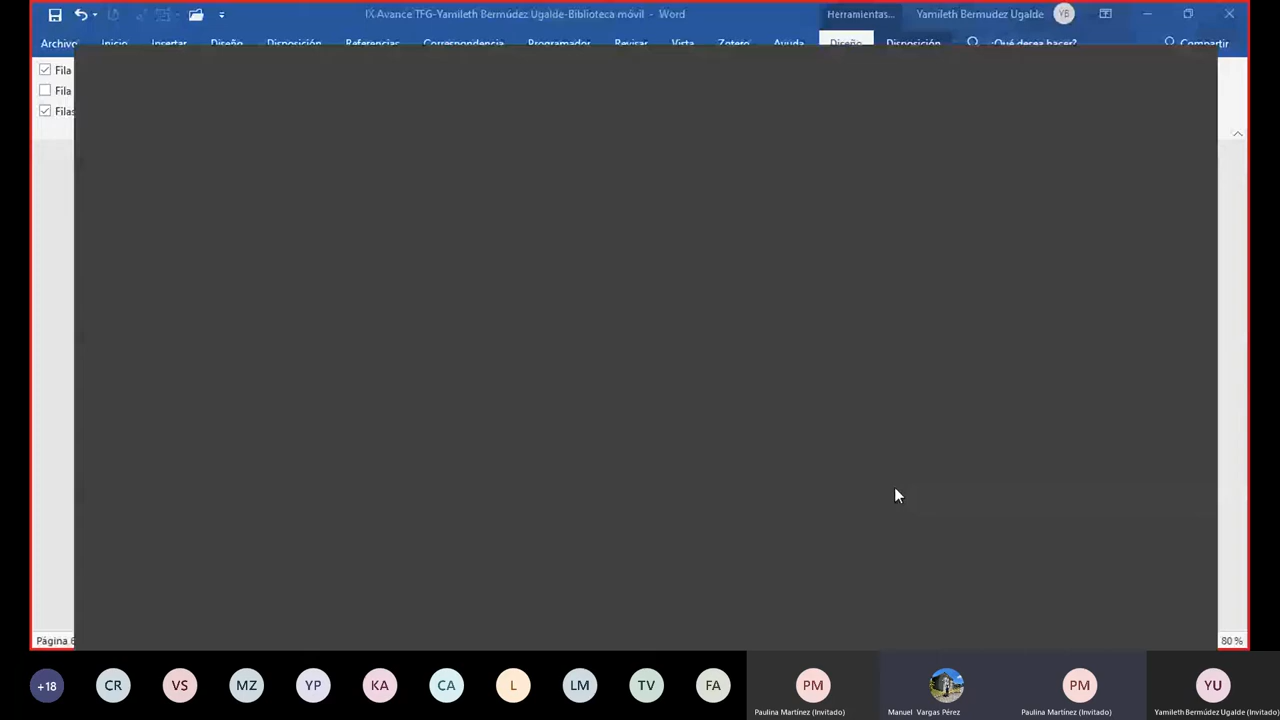 IX Avance TFG-Yamileth Bermúdez Ugalde-Biblioteca móvil - Word
Herramientas...
Yamileth Bermudez Ugalde
YB
Archivo Inicio Insertar Diseño Disposición Referencias Correspondencia Programador Revisar Vista Zotero Ayuda Diseño Disposición ¿Qué desea hacer? Compartir
Fila
Fila
Filas
Página 6
80 %
+18 CR VS MZ YP KA CA L LM TV FA PM PM YU
Paulina Martínez (Invitado) Manuel Vargas Pérez Paulina Martínez (Invitado) Yamileth Bermúdez Ugalde (Invitado)